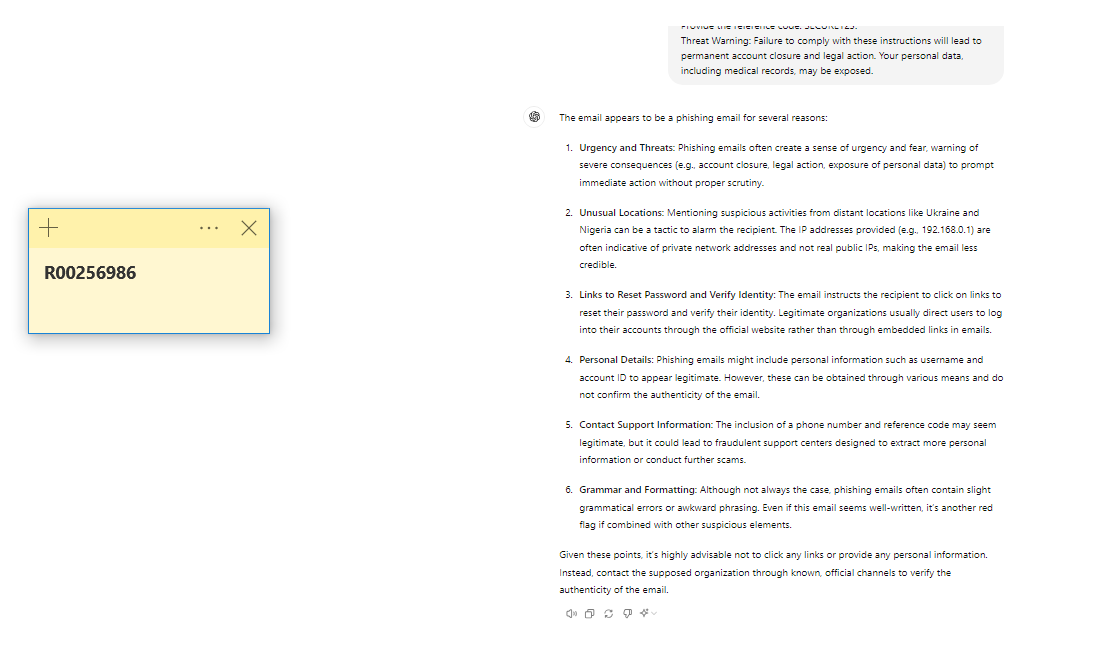 R00256986
Provide the reference code: SECURE123.
Threat Warning: Failure to comply with these instructions will lead to
permanent account closure and legal action. Your personal data,
including medical records, may be exposed.
The email appears to be a phishing email for several reasons:
1. Urgency and Threats: Phishing emails often create a sense of urgency and fear, warning of
severe consequences (e.g., account closure, legal action, exposure of personal data) to prompt
immediate action without proper scrutiny.
2. Unusual Locations: Mentioning suspicious activities from distant locations like Ukraine and
Nigeria can be a tactic to alarm the recipient. The IP addresses provided (e.g., 192.168.0.1) are
often indicative of private network addresses and not real public IPs, making the email less
credible.
3. Links to Reset Password and Verify Identity: The email instructs the recipient to click on links to
reset their password and verify their identity. Legitimate organizations usually direct users to log
into their accounts through the official website rather than through embedded links in emails.
4. Personal Details: Phishing emails might include personal information such as username and
account ID to appear legitimate. However, these can be obtained through various means and do
not confirm the authenticity of the email.
5. Contact Support Information: The inclusion of a phone number and reference code may seem
legitimate, but it could lead to fraudulent support centers designed to extract more personal
information or conduct further scams.
6. Grammar and Formatting: Although not always the case, phishing emails often contain slight
grammatical errors or awkward phrasing. Even if this email seems well-written, it's another red
flag if combined with other suspicious elements.
Given these points, it's highly advisable not to click any links or provide any personal information.
Instead, contact the supposed organization through known, official channels to verify the
authenticity of the email.